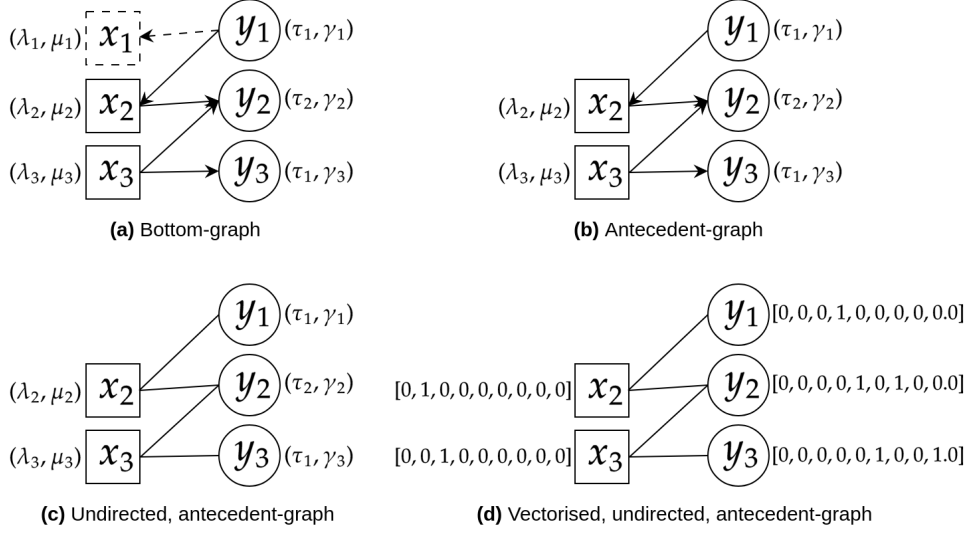 (λ₁, μ₁) x₁ y₁ (τ₁, γ₁)
(λ₂, μ₂) x₂ y₂ (τ₂, γ₂)
(λ₃, μ₃) x₃ y₃ (τ₁, γ₃)
(a) Bottom-graph
y₁ (τ₁, γ₁)
(λ₂, μ₂) x₂ y₂ (τ₂, γ₂)
(λ₃, μ₃) x₃ y₃ (τ₁, γ₃)
(b) Antecedent-graph
y₁ (τ₁, γ₁)
(λ₂, μ₂) x₂ y₂ (τ₂, γ₂)
(λ₃, μ₃) x₃ y₃ (τ₁, γ₃)
(c) Undirected, antecedent-graph
y₁ [0, 0, 0, 1, 0, 0, 0, 0, 0.0]
[0, 1, 0, 0, 0, 0, 0, 0, 0] x₂ y₂ [0, 0, 0, 0, 1, 0, 1, 0, 0.0]
[0, 0, 1, 0, 0, 0, 0, 0, 0] x₃ y₃ [0, 0, 0, 0, 0, 1, 0, 0, 1.0]
(d) Vectorised, undirected, antecedent-graph